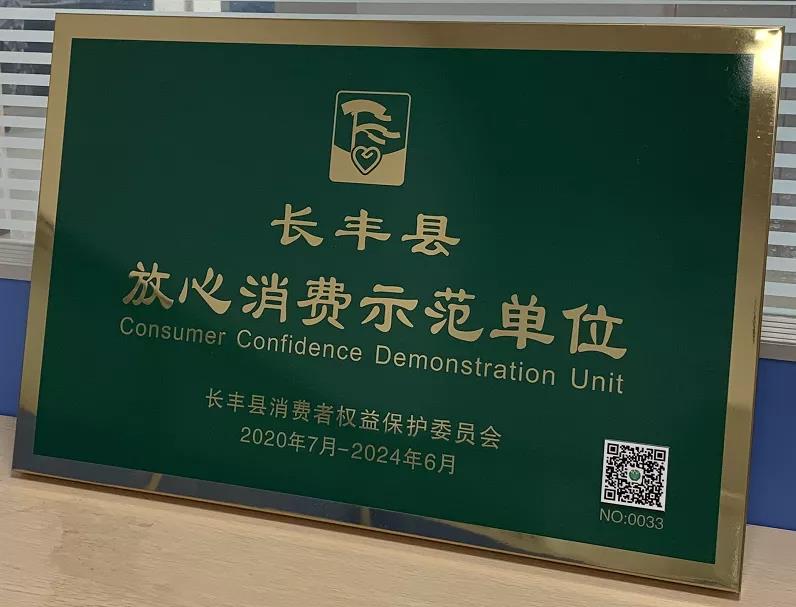 长丰县
放心消费示范单位
Consumer Confidence Demonstration Unit
长丰县消费者权益保护委员会
2020年7月-2024年6月
NO:0033